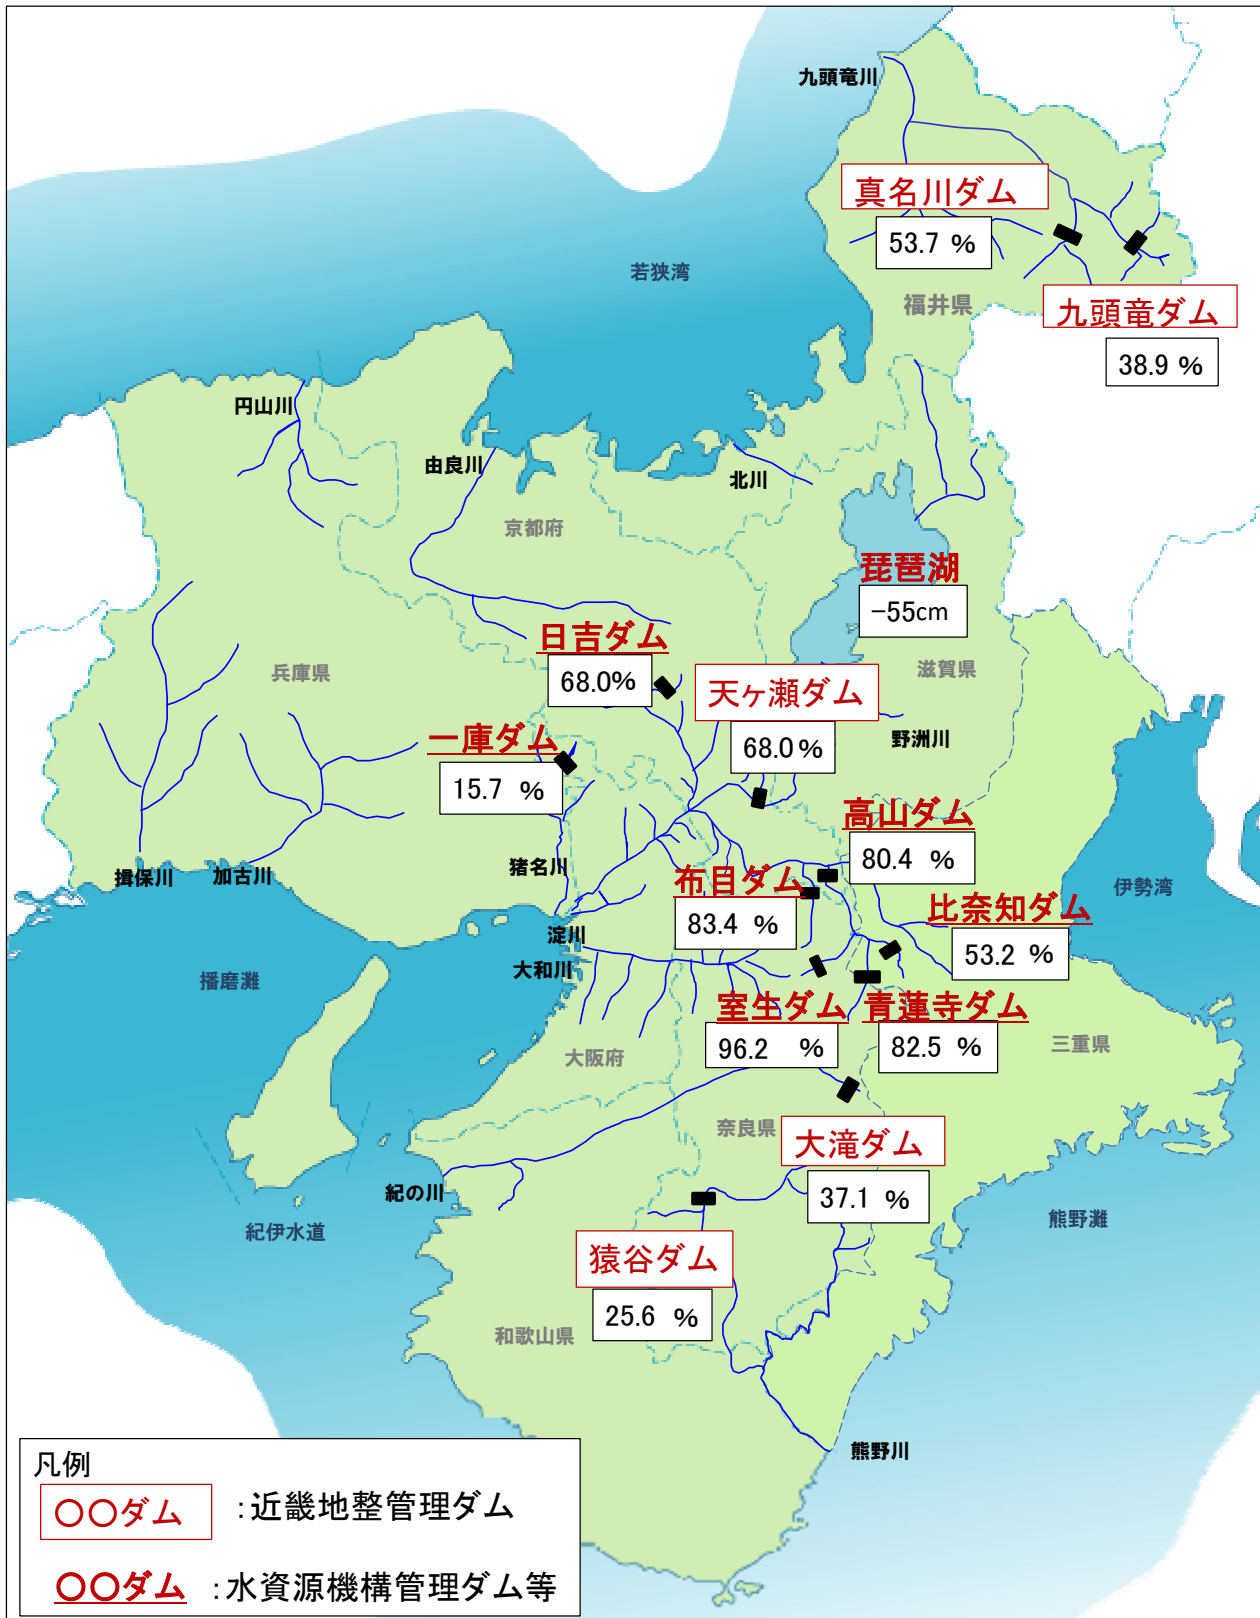 九頭竜川
真名川ダム
53.7 %
若狭湾
福井県
九頭竜ダム
38.9 %
円山川
由良川
北川
京都府
琵琶湖
-55cm
日吉ダム
68.0%
兵庫県
滋賀県
天ヶ瀬ダム
68.0 %
野洲川
一庫ダム
15.7 %
高山ダム
80.4 %
猪名川
揖保川
加古川
布目ダム
83.4 %
伊勢湾
比奈知ダム
53.2 %
淀川
大和川
播磨灘
室生ダム
96.2 %
青蓮寺ダム
82.5 %
大阪府
三重県
奈良県
大滝ダム
37.1 %
紀の川
紀伊水道
熊野灘
猿谷ダム
25.6 %
和歌山県
熊野川
凡例
〇〇ダム :近畿地整管理ダム
〇〇ダム :水資源機構管理ダム等